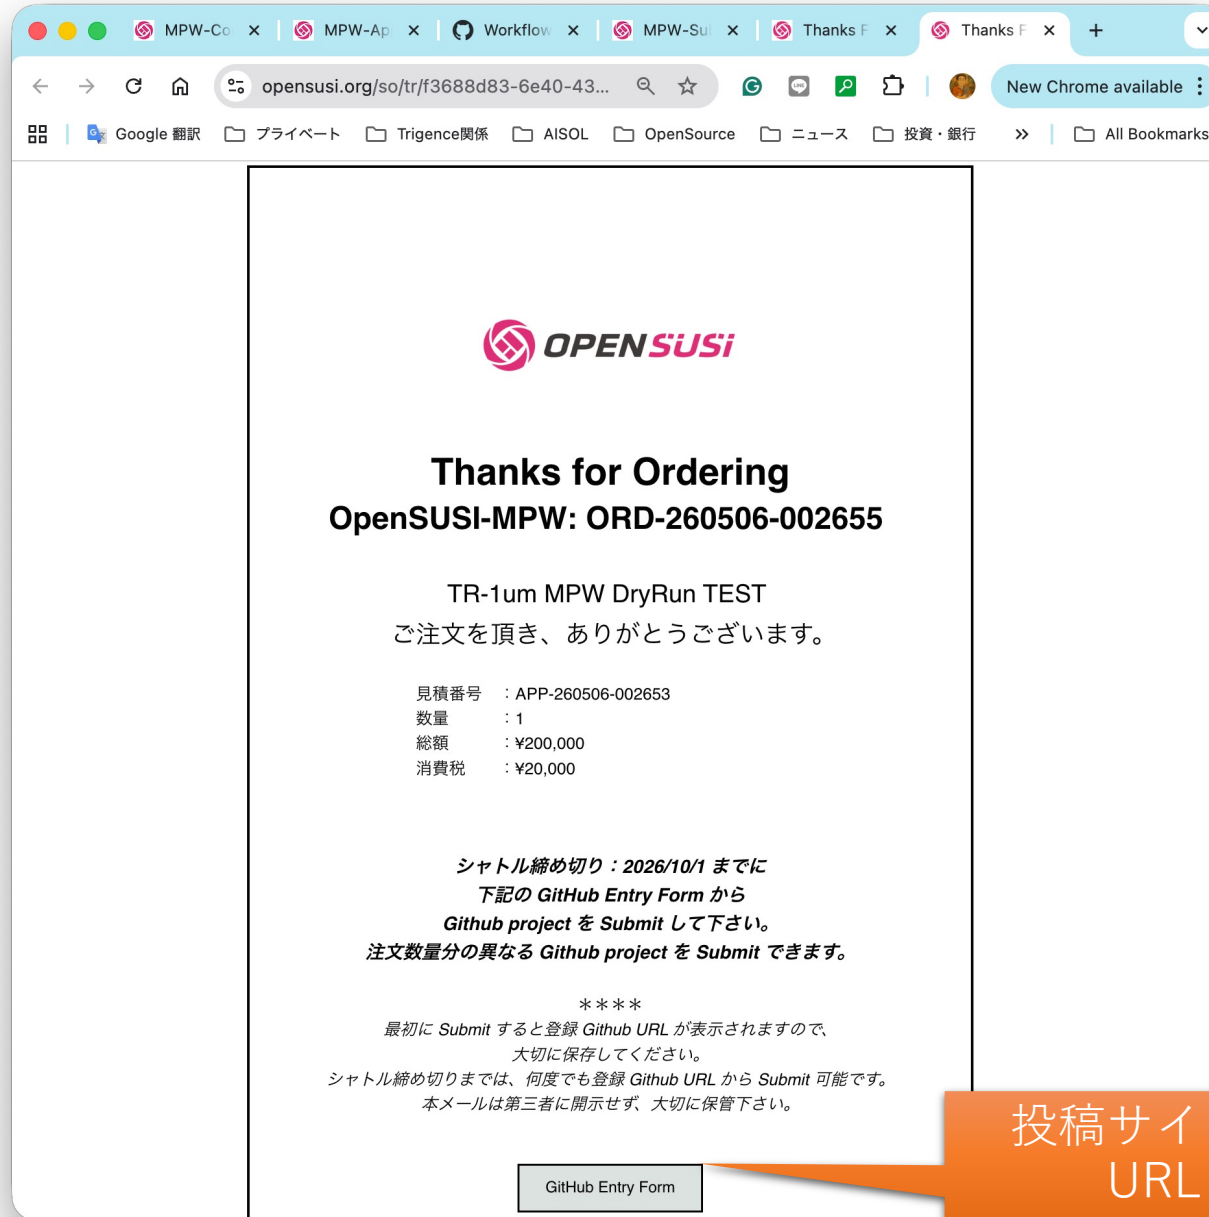 MPW-Co
MPW-Ap
Workflow
MPW-Sul
Thanks F
Thanks F
opensusi.org/so/tr/f3688d83-6e40-43...
New Chrome available
Google 翻訳
プライベート
Trigence関係
AISOL
OpenSource
ニュース
投資・銀行
All Bookmarks
OPENSUSi
Thanks for Ordering
OpenSUSI-MPW: ORD-260506-002655
TR-1um MPW DryRun TEST
ご注文を頂き、ありがとうございます。
見積番号 : APP-260506-002653
数量 : 1
総額 : ¥200,000
消費税 : ¥20,000
シャトル締め切り：2026/10/1 までに
下記の GitHub Entry Form から
Github project を Submit して下さい。
注文数量分の異なる Github project を Submit できます。
＊＊＊＊
最初に Submit すると登録 Github URL が表示されますので、
大切に保存してください。
シャトル締め切りまでは、何度でも登録 Github URL から Submit 可能です。
本メールは第三者に開示せず、大切に保管下さい。
GitHub Entry Form
投稿サイ
URL